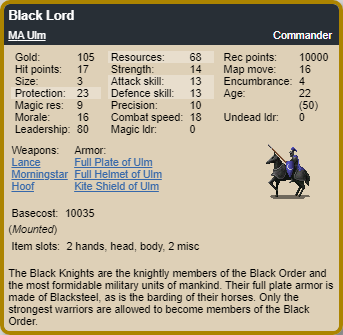 Black Lord
MA Ulm Commander
Gold: 105 Resources: 68 Rec points: 10000
Hit points: 17 Strength: 14 Map move: 16
Size: 3 Attack skill: 13 Encumbrance: 4
Protection: 23 Defence skill: 13 Age: 22
Magic res: 9 Precision: 10 (50)
Morale: 16 Combat speed: 18 Undead ldr: 0
Leadership: 80 Magic ldr: 0
Weapons: Armor:
Lance Full Plate of Ulm
Morningstar Full Helmet of Ulm
Hoof Kite Shield of Ulm
Basecost: 10035
(Mounted)
Item slots: 2 hands, head, body, 2 misc
The Black Knights are the knightly members of the Black Order and
the most formidable military units of mankind. Their full plate armor is
made of Blacksteel, as is the barding of their horses. Only the
strongest warriors are allowed to become members of the Black
Order.